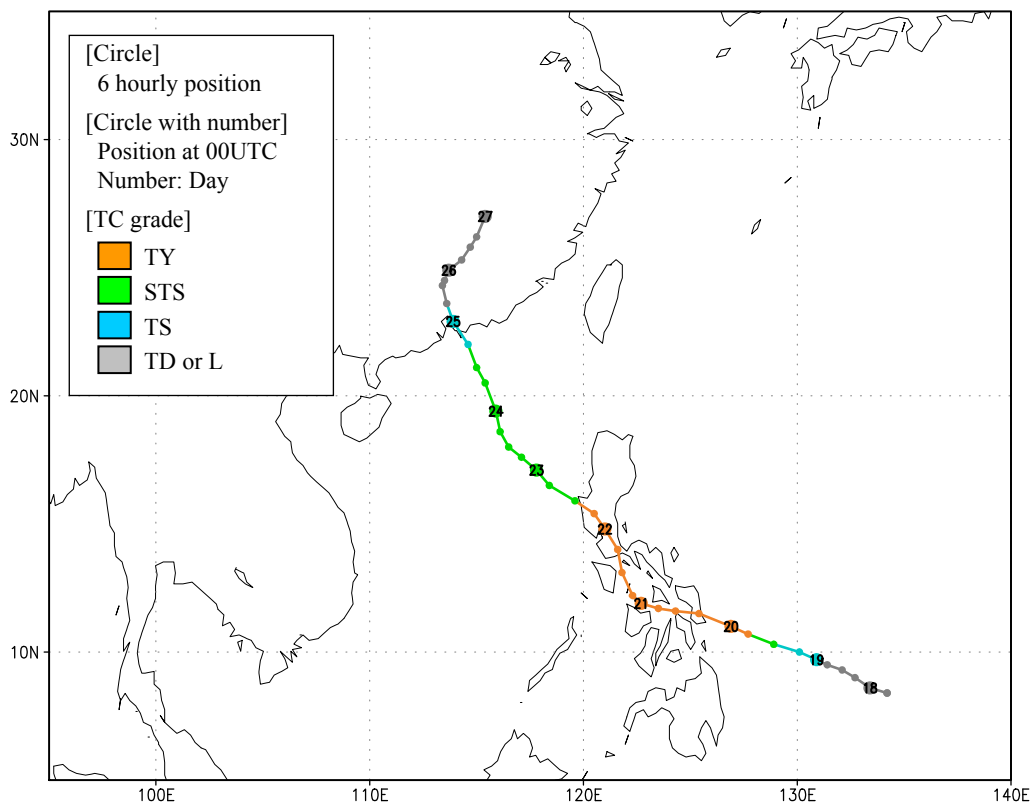 [Circle]
6 hourly position
[Circle with number]
Position at 00UTC
Number: Day
[TC grade]
TY
STS
TS
TD or L
30N
20N
10N
27
26
25
24
23
22
21
20
19
18
100E
110E
120E
130E
140E